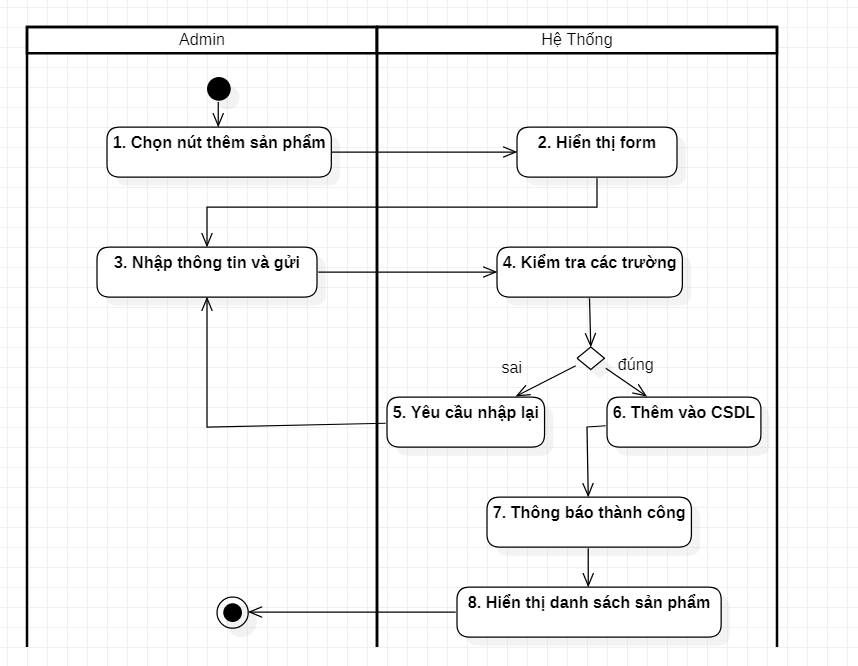 Admin
Hệ Thống
1. Chọn nút thêm sản phẩm
2. Hiển thị form
3. Nhập thông tin và gửi
4. Kiểm tra các trường
sai
đúng
5. Yêu cầu nhập lại
6. Thêm vào CSDL
7. Thông báo thành công
8. Hiển thị danh sách sản phẩm